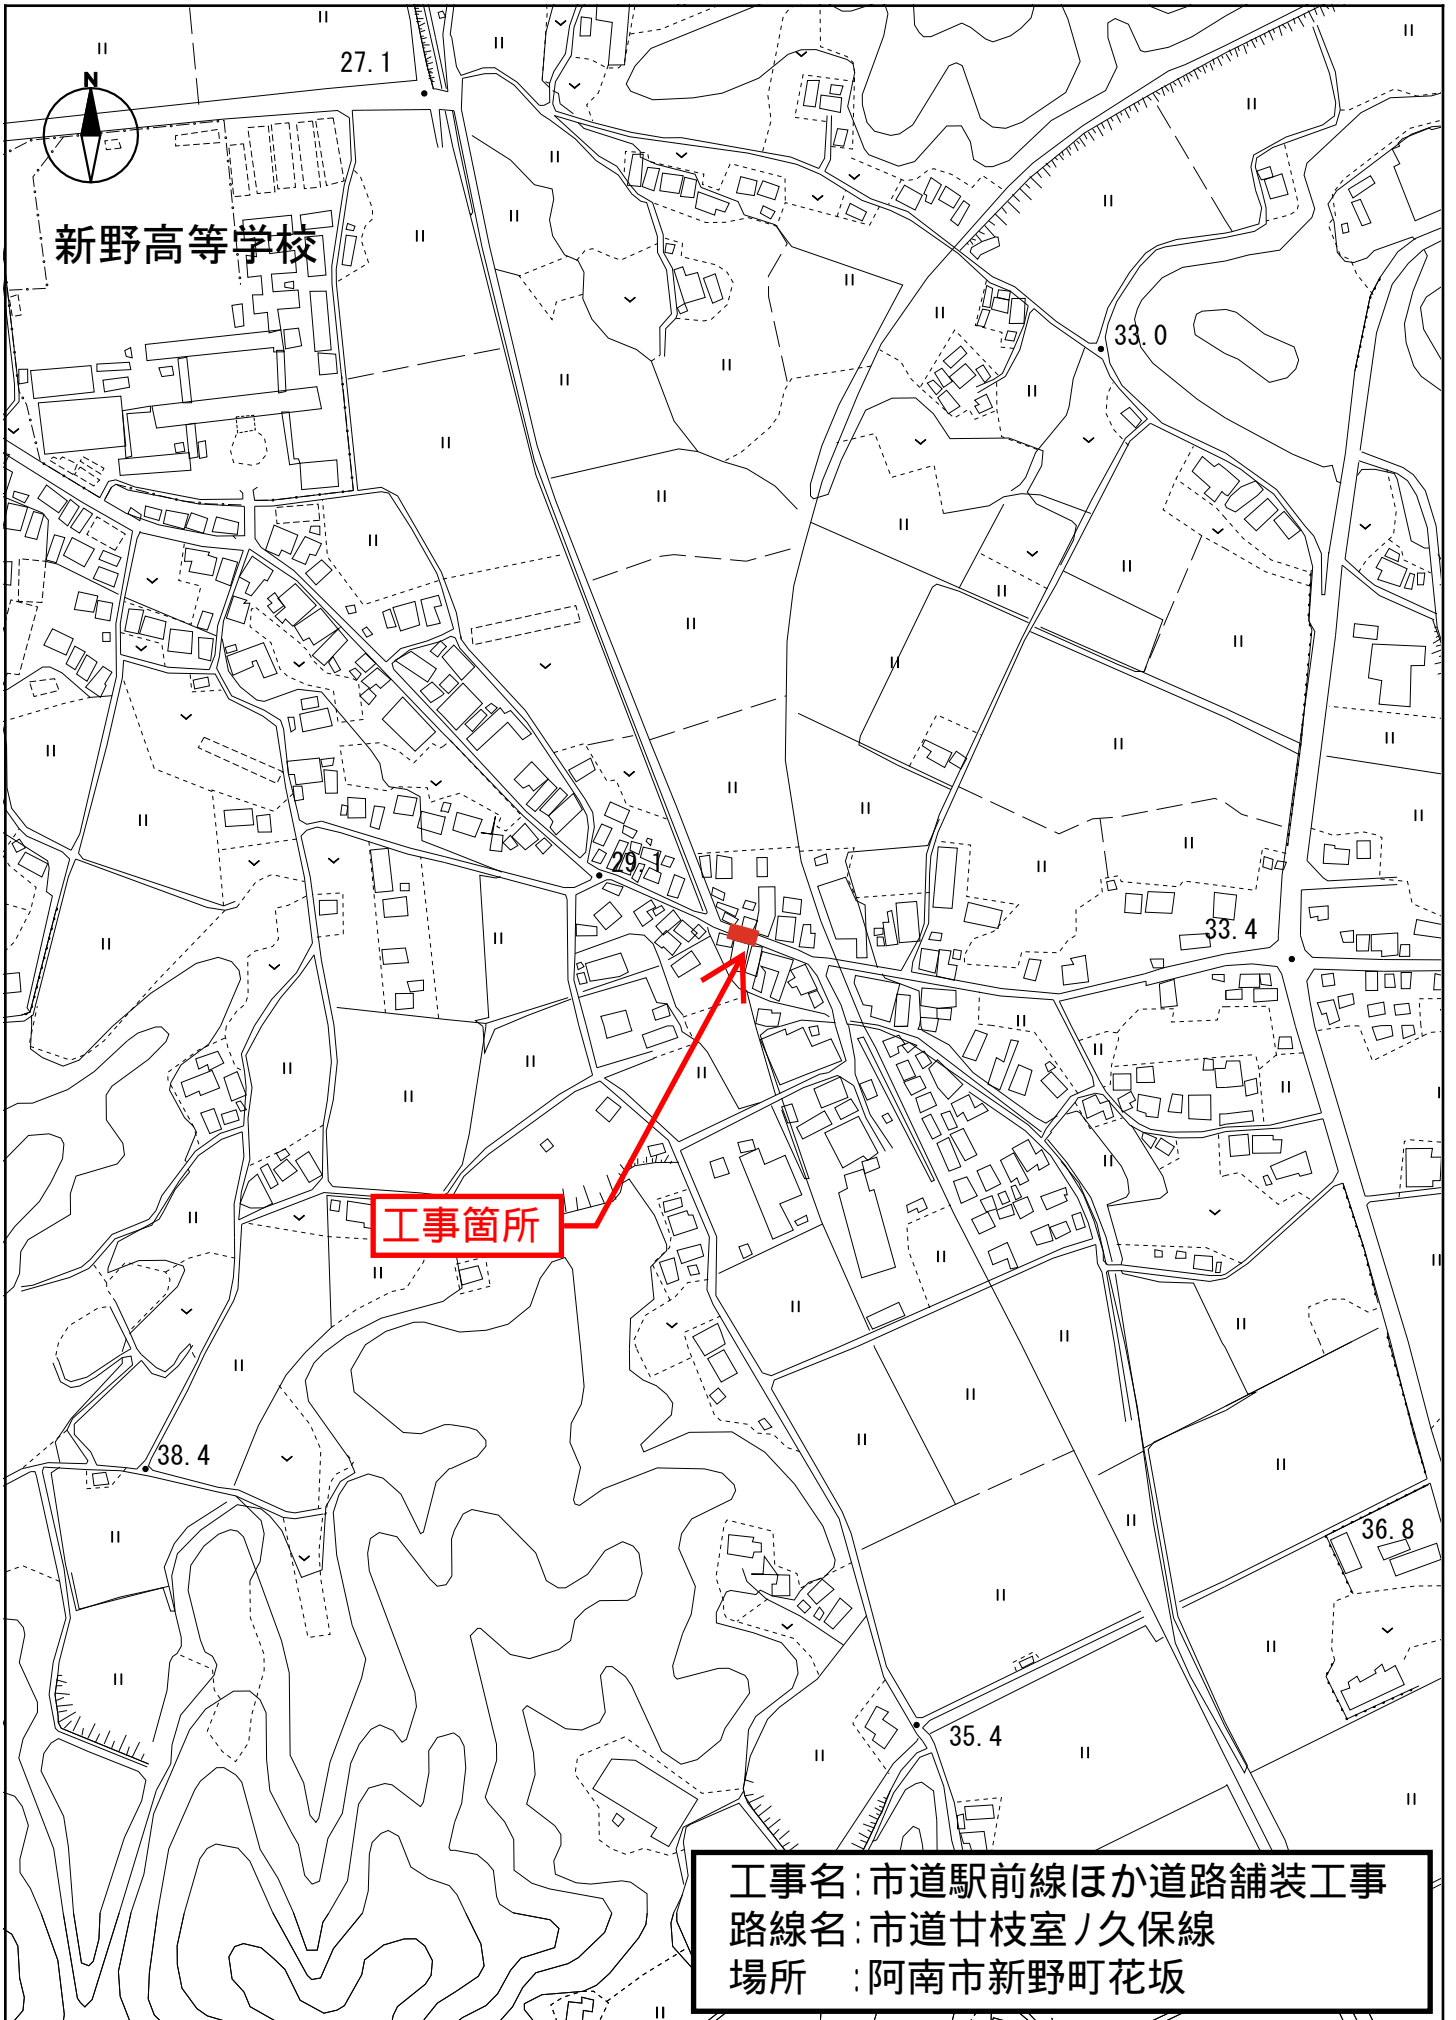 27.1
N
新野高等学校
33.0
29.1
33.4
工事箇所
38.4
36.8
35.4
工事名:市道駅前線ほか道路舗装工事
路線名:市道廿枝室ノ久保線
場所 :阿南市新野町花坂